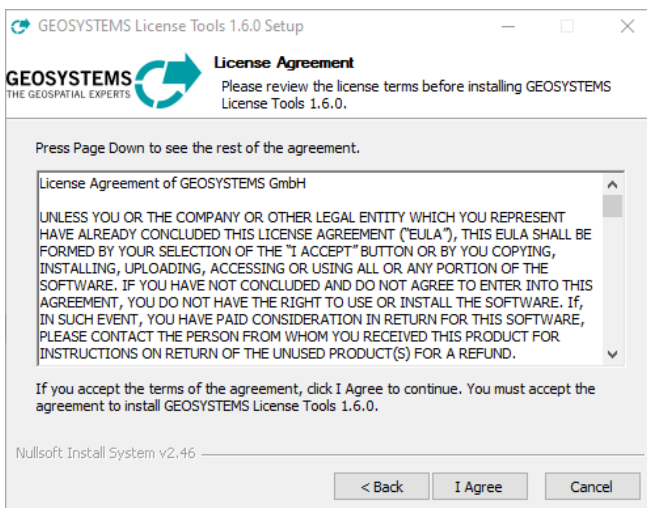 GEOSYSTEMS License Tools 1.6.0 Setup
GEOSYSTEMS
THE GEOSPATIAL EXPERTS
License Agreement
Please review the license terms before installing GEOSYSTEMS
License Tools 1.6.0.
Press Page Down to see the rest of the agreement.
License Agreement of GEOSYSTEMS GmbH
UNLESS YOU OR THE COMPANY OR OTHER LEGAL ENTITY WHICH YOU REPRESENT
HAVE ALREADY CONCLUDED THIS LICENSE AGREEMENT ("EULA"), THIS EULA SHALL BE
FORMED BY YOUR SELECTION OF THE "I ACCEPT" BUTTON OR BY YOU COPYING,
INSTALLING, UPLOADING, ACCESSING OR USING ALL OR ANY PORTION OF THE
SOFTWARE. IF YOU HAVE NOT CONCLUDED AND DO NOT AGREE TO ENTER INTO THIS
AGREEMENT, YOU DO NOT HAVE THE RIGHT TO USE OR INSTALL THE SOFTWARE. If,
IN SUCH EVENT, YOU HAVE PAID CONSIDERATION IN RETURN FOR THIS SOFTWARE,
PLEASE CONTACT THE PERSON FROM WHOM YOU RECEIVED THIS PRODUCT FOR
INSTRUCTIONS ON RETURN OF THE UNUSED PRODUCT(S) FOR A REFUND.
If you accept the terms of the agreement, click I Agree to continue. You must accept the
agreement to install GEOSYSTEMS License Tools 1.6.0.
Nullsoft Install System v2.46
< Back
I Agree
Cancel